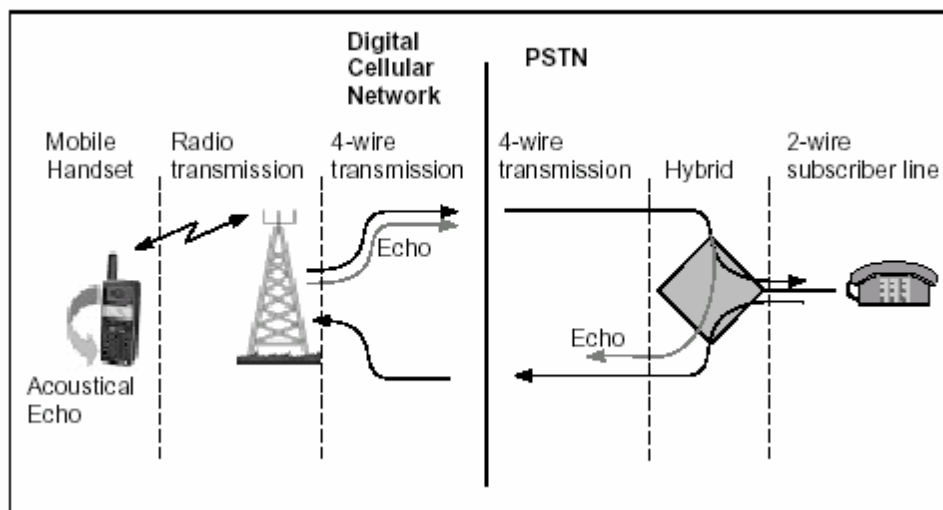 Digital
Cellular
Network
PSTN
Mobile
Handset
Radio
transmission
4-wire
transmission
4-wire
transmission
Hybrid
2-wire
subscriber line
Echo
Echo
Acoustical
Echo